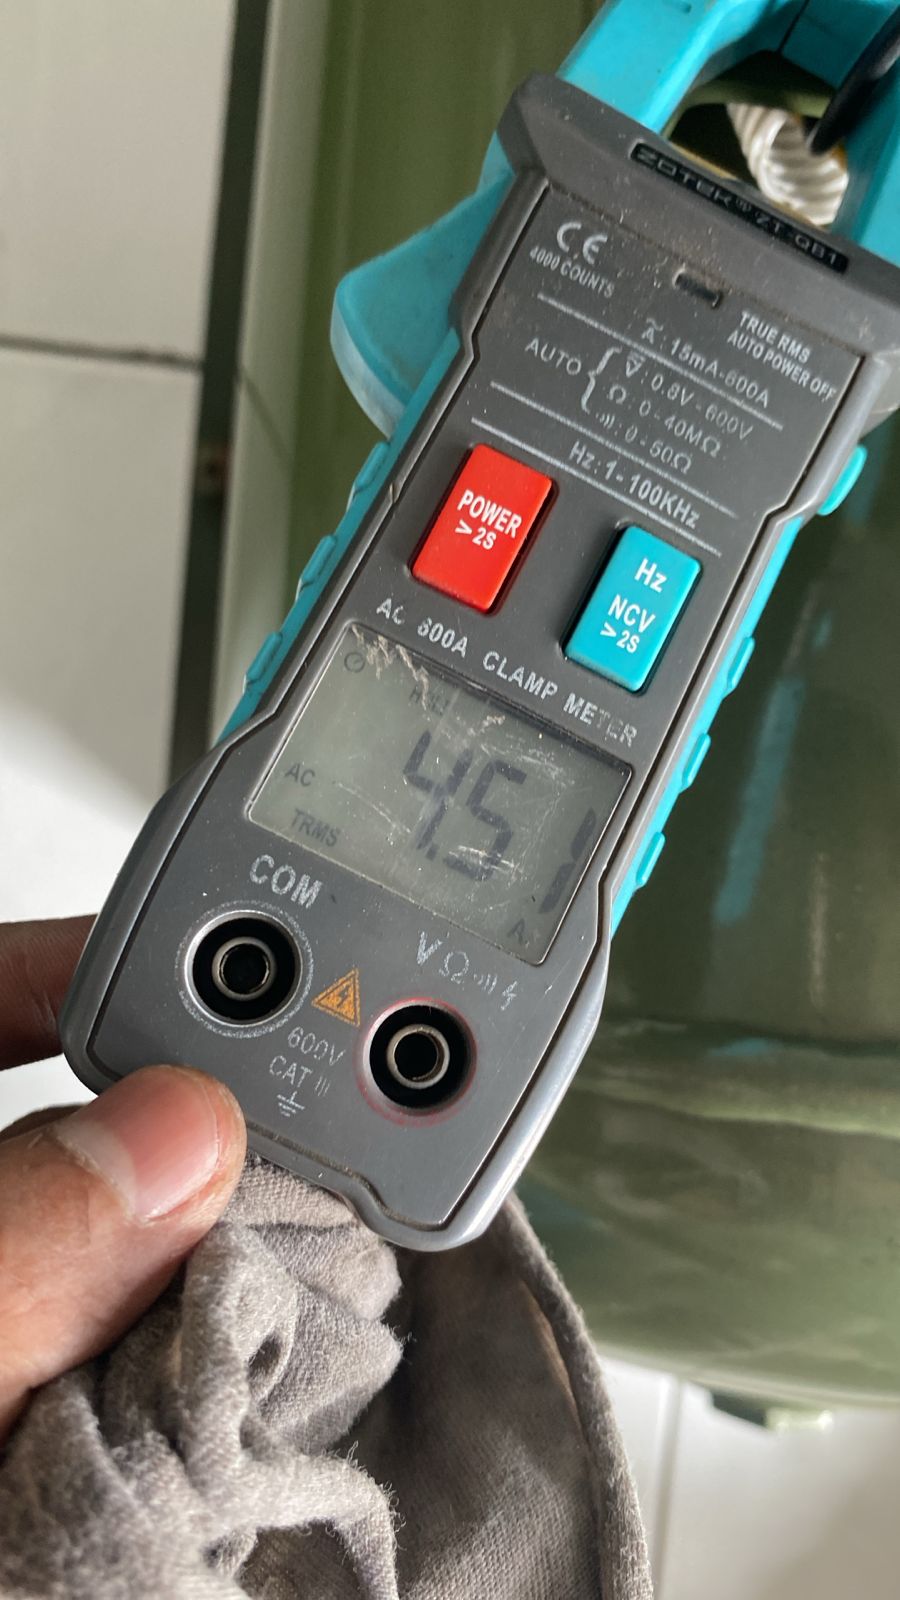 ZOTEK ZT-QB1
CE
4000 COUNTS
TRUE RMS
AUTO POWER OFF
Ã: 15mA-600A
AUTO
Ṽ: 0.8V-600V
Ω: 0-40MΩ
0-50Ω
Hz: 1-100KHz
POWER
>2S
Hz
NCV
>2S
AC 600A CLAMP METER
AC
TRMS
4.51
A
COM
VΩ
600V
CAT III